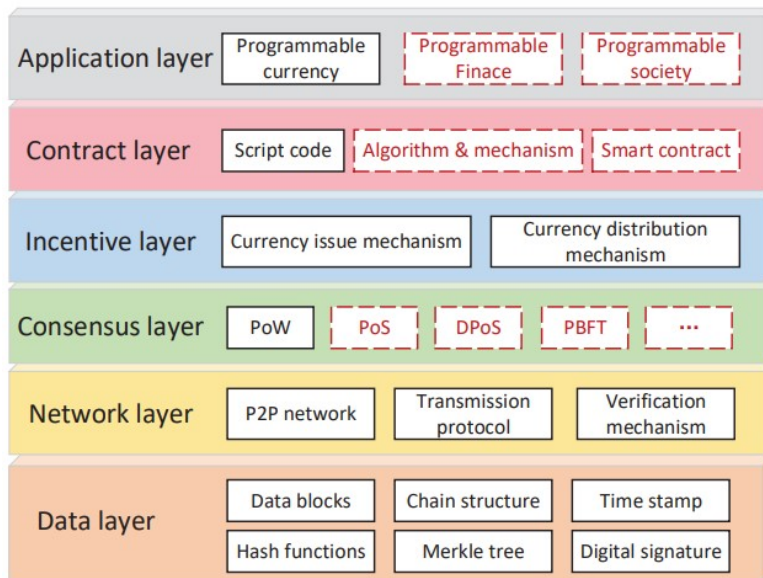 Application layer
Programmable
currency
Programmable
Finace
Programmable
society
Contract layer
Script code
Algorithm & mechanism
Smart contract
Incentive layer
Currency issue mechanism
Currency distribution
mechanism
Consensus layer
PoW
PoS
DPoS
PBFT
...
Network layer
P2P network
Transmission
protocol
Verification
mechanism
Data layer
Data blocks
Chain structure
Time stamp
Hash functions
Merkle tree
Digital signature